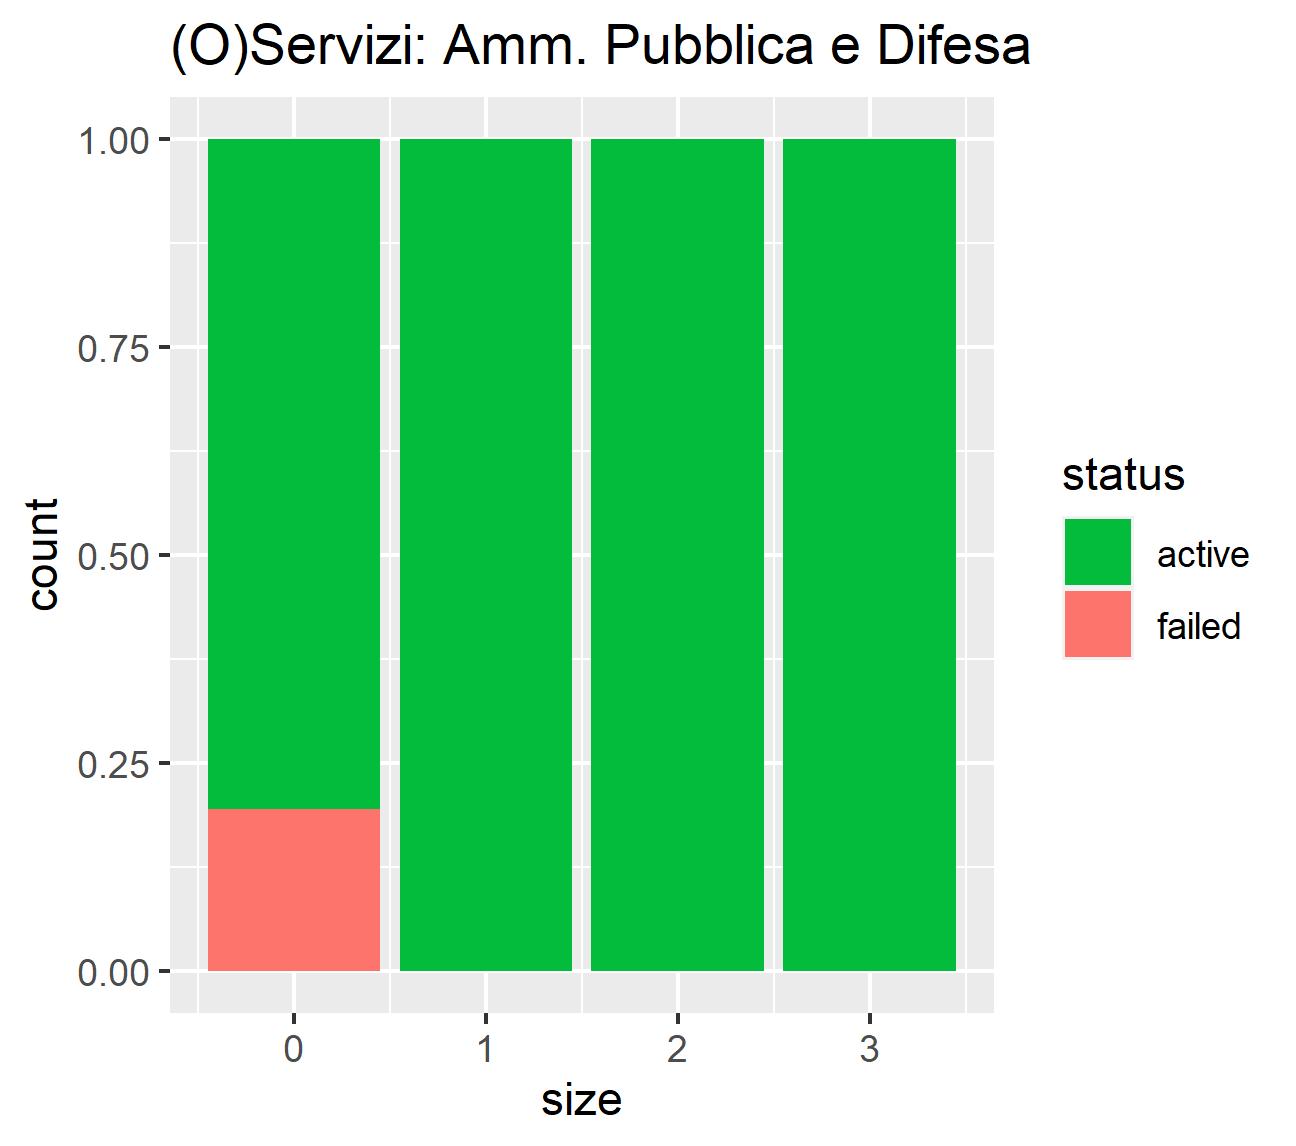 (O)Servizi: Amm. Pubblica e Difesa
1.00
0.75
0.50
0.25
0.00
count
0 1 2 3
size
status
active
failed